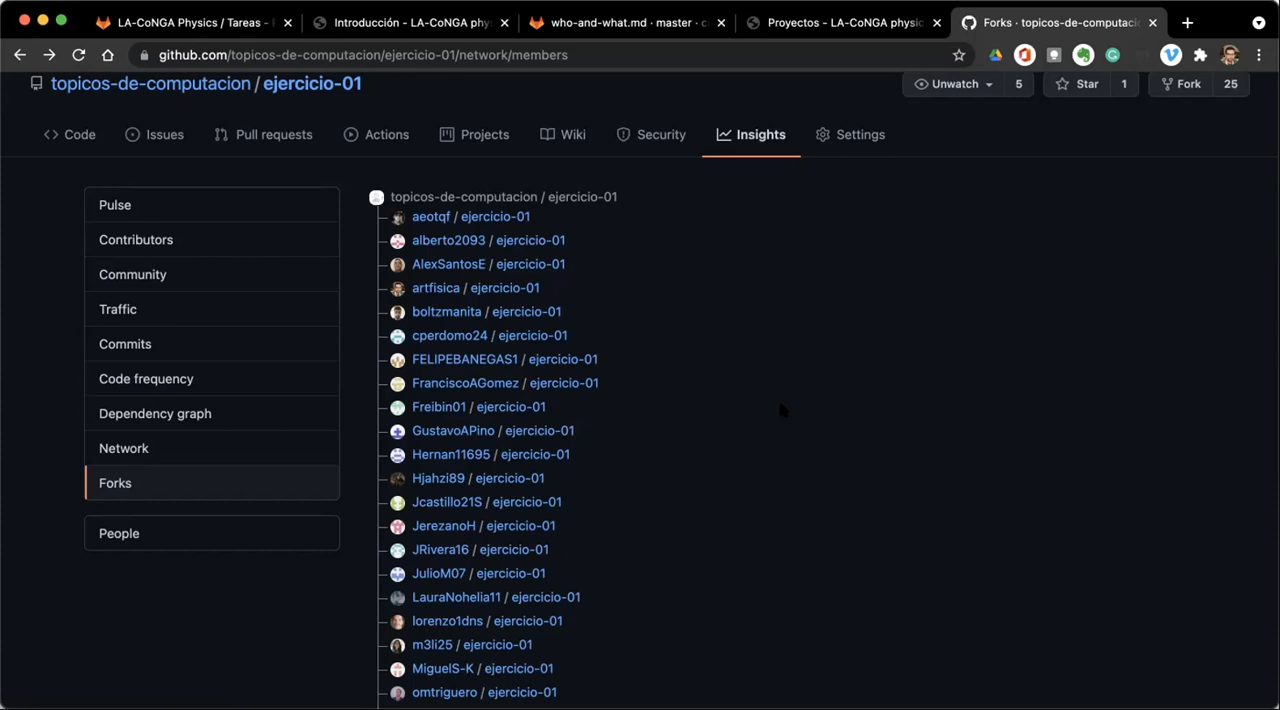 LA-CoNGA Physics / Tareas -
Introducción - LA-CoNGA phy
who-and-what.md · master
Proyectos - LA-CoNGA physic
Forks · topicos-de-computaci
github.com/topicos-de-computacion/ejercicio-01/network/members
topicos-de-computacion / ejercicio-01
Unwatch 5
Star 1
Fork 25
Code
Issues
Pull requests
Actions
Projects
Wiki
Security
Insights
Settings
Pulse
Contributors
Community
Traffic
Commits
Code frequency
Dependency graph
Network
Forks
People
topicos-de-computacion / ejercicio-01
aeotqf / ejercicio-01
alberto2093 / ejercicio-01
AlexSantosE / ejercicio-01
artfisica / ejercicio-01
boltzmanita / ejercicio-01
cperdomo24 / ejercicio-01
FELIPEBANEGAS1 / ejercicio-01
FranciscoAGomez / ejercicio-01
Freibin01 / ejercicio-01
GustavoAPino / ejercicio-01
Hernan11695 / ejercicio-01
Hjahzi89 / ejercicio-01
Jcastillo21S / ejercicio-01
JerezanoH / ejercicio-01
JRivera16 / ejercicio-01
JulioM07 / ejercicio-01
LauraNohelia11 / ejercicio-01
lorenzo1dns / ejercicio-01
m3li25 / ejercicio-01
MiguelS-K / ejercicio-01
omtriguero / ejercicio-01